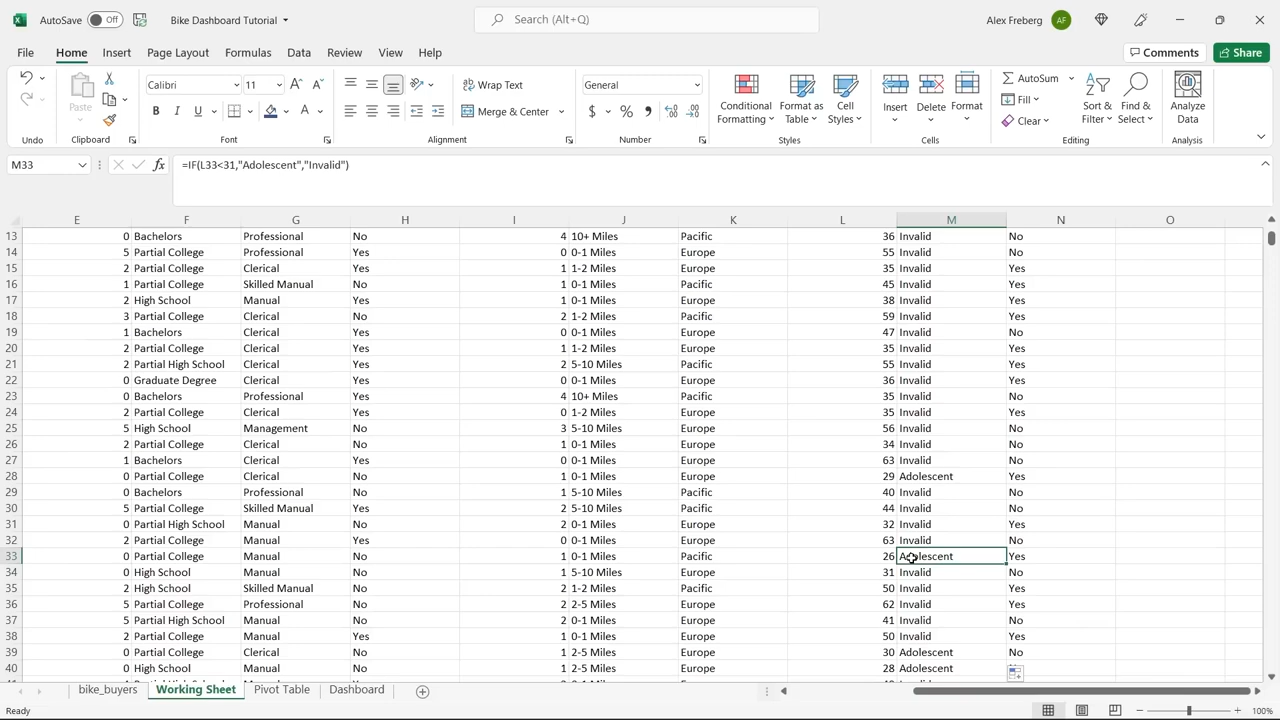 AutoSave Off Bike Dashboard Tutorial Search (Alt+Q) Alex Freberg AF
File Home Insert Page Layout Formulas Data Review View Help Comments Share
Calibri 11 Wrap Text General AutoSum
Paste B I U Merge & Center $ % Conditional Formatting Format as Table Cell Styles Insert Delete Format Fill Clear Sort & Filter Find & Select Analyze Data
Undo Clipboard Font Alignment Number Styles Cells Editing Analysis
M33 fx =IF(L33<31,"Adolescent","Invalid")
E F G H I J K L M N O
13 0 Bachelors Professional No 4 10+ Miles Pacific 36 Invalid No
14 5 Partial College Professional Yes 0 0-1 Miles Europe 55 Invalid No
15 2 Partial College Clerical Yes 1 1-2 Miles Europe 35 Invalid Yes
16 1 Partial College Skilled Manual No 1 0-1 Miles Pacific 45 Invalid Yes
17 2 High School Manual Yes 1 0-1 Miles Europe 38 Invalid Yes
18 3 Partial College Clerical No 2 1-2 Miles Pacific 59 Invalid Yes
19 1 Bachelors Clerical Yes 0 0-1 Miles Europe 47 Invalid No
20 2 Partial College Clerical Yes 1 1-2 Miles Europe 35 Invalid Yes
21 2 Partial High School Clerical Yes 2 5-10 Miles Pacific 55 Invalid Yes
22 0 Graduate Degree Clerical Yes 0 0-1 Miles Europe 36 Invalid Yes
23 0 Bachelors Professional Yes 4 10+ Miles Pacific 35 Invalid No
24 2 Partial College Clerical Yes 0 1-2 Miles Europe 35 Invalid Yes
25 5 High School Management No 3 5-10 Miles Europe 56 Invalid No
26 2 Partial College Clerical No 1 0-1 Miles Europe 34 Invalid No
27 1 Bachelors Clerical Yes 0 0-1 Miles Europe 63 Invalid No
28 0 Partial College Clerical No 1 0-1 Miles Europe 29 Adolescent Yes
29 0 Bachelors Professional No 1 5-10 Miles Pacific 40 Invalid No
30 5 Partial College Skilled Manual Yes 2 5-10 Miles Pacific 44 Invalid No
31 0 Partial High School Manual No 2 0-1 Miles Europe 32 Invalid Yes
32 2 Partial College Manual Yes 0 0-1 Miles Europe 63 Invalid No
33 0 Partial College Manual No 1 0-1 Miles Pacific 26 Adolescent Yes
34 0 High School Manual No 1 5-10 Miles Europe 31 Invalid No
35 2 High School Skilled Manual No 2 1-2 Miles Pacific 50 Invalid Yes
36 5 Partial College Professional No 2 2-5 Miles Europe 62 Invalid Yes
37 5 Partial High School Manual No 2 0-1 Miles Europe 41 Invalid No
38 2 Partial College Manual Yes 1 0-1 Miles Europe 50 Invalid Yes
39 0 Partial College Clerical No 1 2-5 Miles Europe 30 Adolescent No
40 0 High School Manual No 1 2-5 Miles Europe 28 Adolescent
bike_buyers Working Sheet Pivot Table Dashboard
Ready 100%